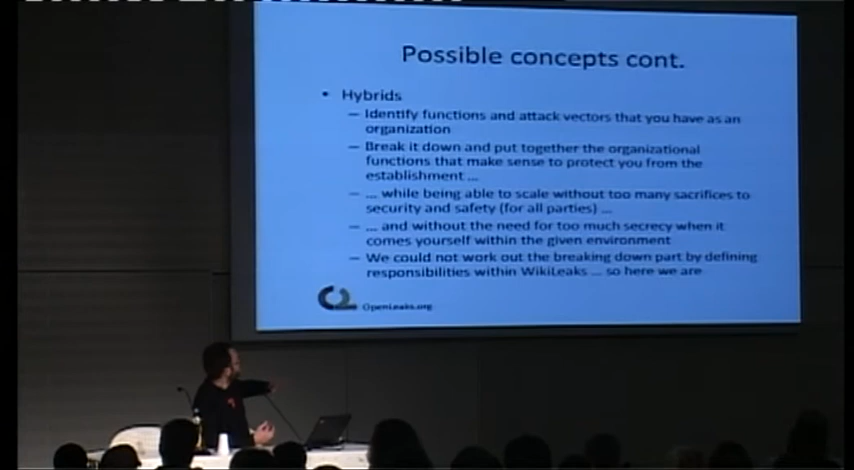 Possible concepts cont.
• Hybrids
– Identify functions and attack vectors that you have as an
organization
– Break it down and put together the organizational
functions that make sense to protect you from the
establishment ...
– ... while being able to scale without too many sacrifices to
security and safety (for all parties) ...
– ... and without the need for too much secrecy when it
comes yourself within the given environment
– We could not work out the breaking down part by defining
responsibilities within WikiLeaks ... so here we are
OpenLeaks.org